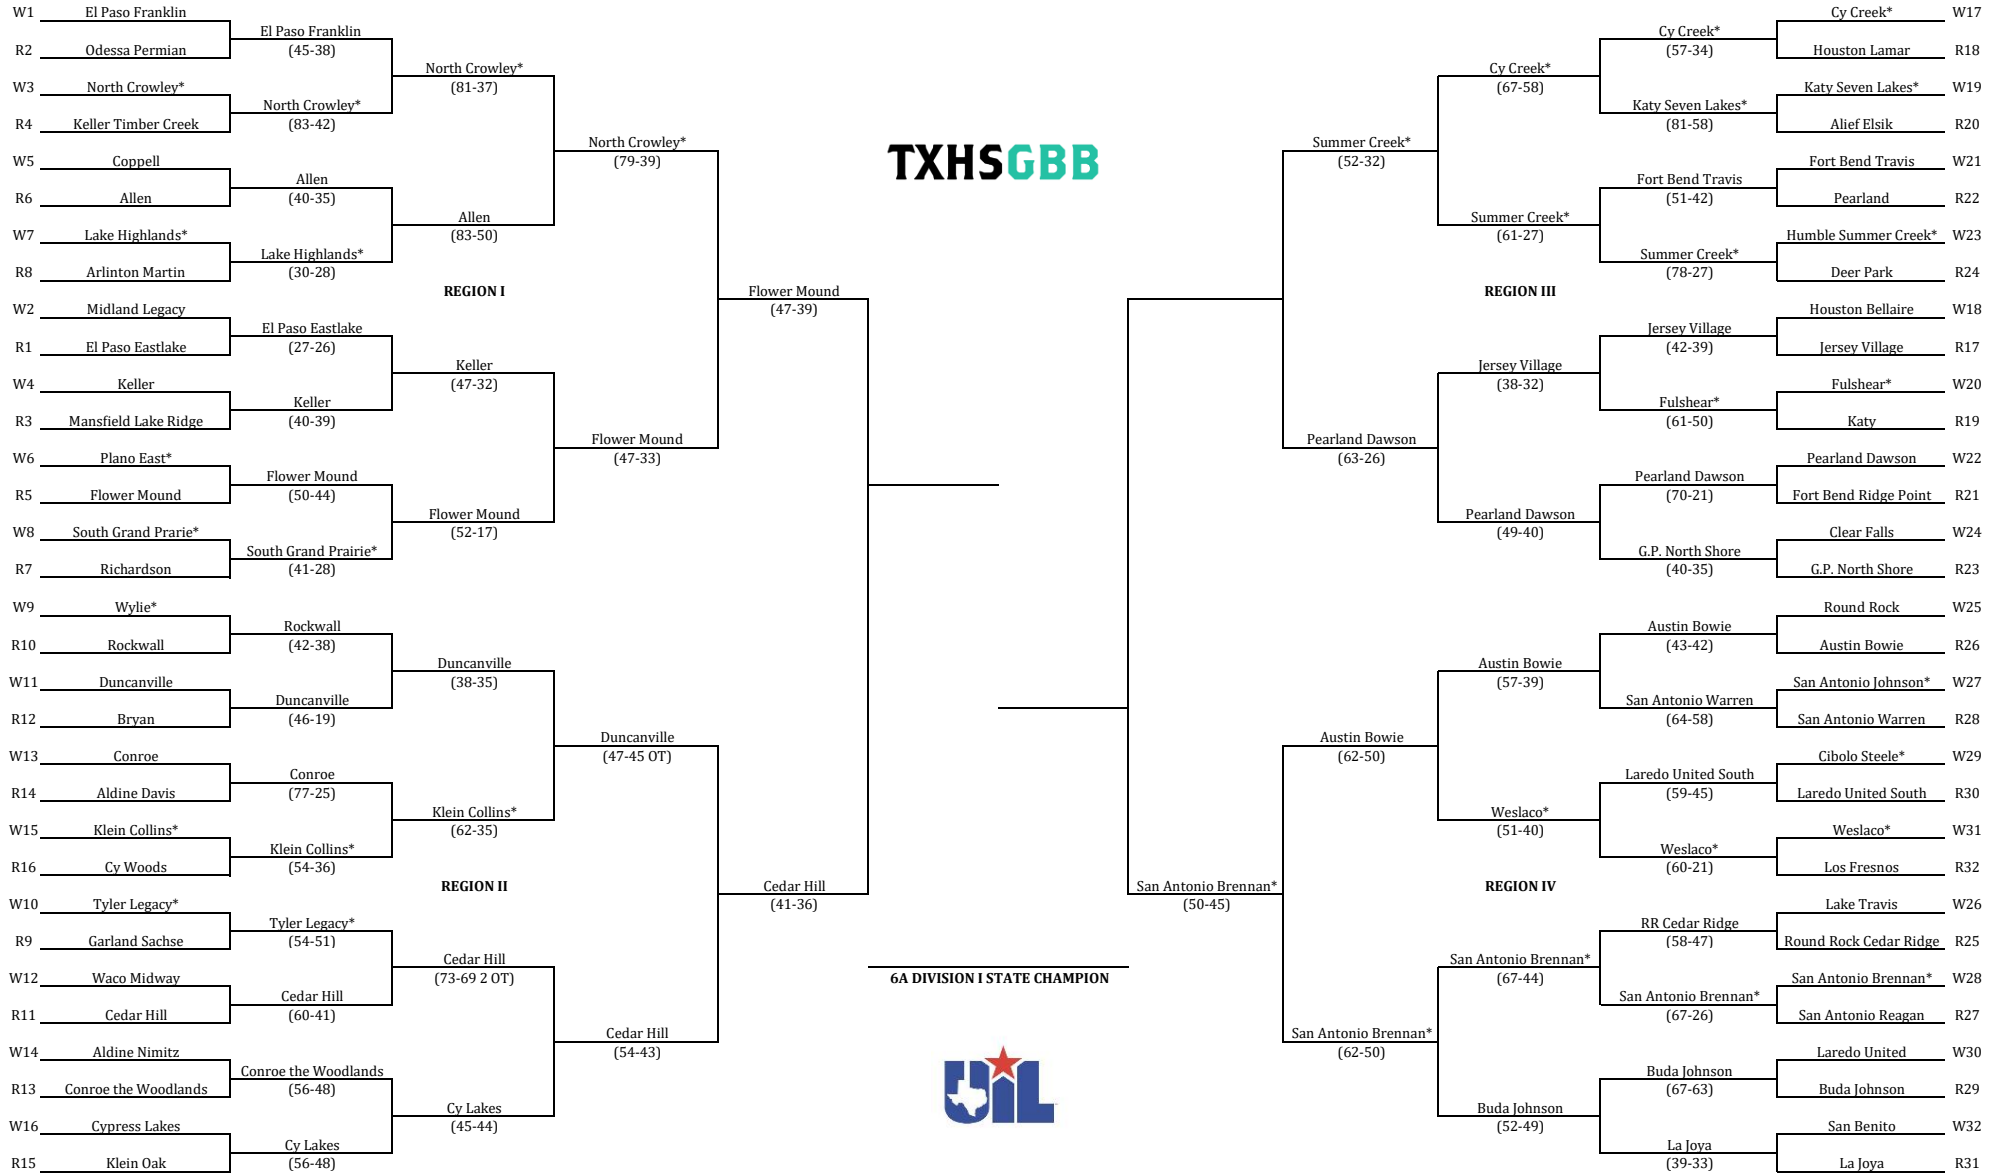 W1 El Paso Franklin
El Paso Franklin
(45-38)
R2 Odessa Permian
North Crowley*
(81-37)
W3 North Crowley*
North Crowley*
(83-42)
R4 Keller Timber Creek
North Crowley*
(79-39)
W5 Coppell
Allen
(40-35)
R6 Allen
Allen
(83-50)
W7 Lake Highlands*
Lake Highlands*
(30-28)
R8 Arlinton Martin
REGION I
Flower Mound
(47-39)
W2 Midland Legacy
El Paso Eastlake
(27-26)
R1 El Paso Eastlake
Keller
(47-32)
W4 Keller
Keller
(40-39)
R3 Mansfield Lake Ridge
Flower Mound
(47-33)
W6 Plano East*
Flower Mound
(50-44)
R5 Flower Mound
Flower Mound
(52-17)
W8 South Grand Prarie*
South Grand Prairie*
(41-28)
R7 Richardson
W9 Wylie*
Rockwall
(42-38)
R10 Rockwall
Duncanville
(38-35)
W11 Duncanville
Duncanville
(46-19)
R12 Bryan
Duncanville
(47-45 OT)
W13 Conroe
Conroe
(77-25)
R14 Aldine Davis
Klein Collins*
(62-35)
W15 Klein Collins*
Klein Collins*
(54-36)
R16 Cy Woods
REGION II
Cedar Hill
(41-36)
W10 Tyler Legacy*
Tyler Legacy*
(54-51)
R9 Garland Sachse
Cedar Hill
(73-69 2 OT)
W12 Waco Midway
Cedar Hill
(60-41)
R11 Cedar Hill
Cedar Hill
(54-43)
W14 Aldine Nimitz
Conroe the Woodlands
(56-48)
R13 Conroe the Woodlands
Cy Lakes
(45-44)
W16 Cypress Lakes
Cy Lakes
(56-48)
R15 Klein Oak
TXHSGBB
6A DIVISION I STATE CHAMPION
UIL
Cy Creek* W17
Cy Creek*
(57-34)
Houston Lamar R18
Cy Creek*
(67-58)
Katy Seven Lakes* W19
Katy Seven Lakes*
(81-58)
Alief Elsik R20
Summer Creek*
(52-32)
Fort Bend Travis W21
Fort Bend Travis
(51-42)
Pearland R22
Summer Creek*
(61-27)
Humble Summer Creek* W23
Summer Creek*
(78-27)
Deer Park R24
REGION III
Houston Bellaire W18
Jersey Village
(42-39)
Jersey Village R17
Jersey Village
(38-32)
Fulshear* W20
Fulshear*
(61-50)
Katy R19
Pearland Dawson
(63-26)
Pearland Dawson W22
Pearland Dawson
(70-21)
Fort Bend Ridge Point R21
Pearland Dawson
(49-40)
Clear Falls W24
G.P. North Shore
(40-35)
G.P. North Shore R23
Round Rock W25
Austin Bowie
(43-42)
Austin Bowie R26
Austin Bowie
(57-39)
San Antonio Johnson* W27
San Antonio Warren
(64-58)
San Antonio Warren R28
Austin Bowie
(62-50)
Cibolo Steele* W29
Laredo United South
(59-45)
Laredo United South R30
Weslaco*
(51-40)
Weslaco* W31
Weslaco*
(60-21)
Los Fresnos R32
San Antonio Brennan*
(50-45)
REGION IV
Lake Travis W26
RR Cedar Ridge
(58-47)
Round Rock Cedar Ridge R25
San Antonio Brennan*
(67-44)
San Antonio Brennan* W28
San Antonio Brennan*
(67-26)
San Antonio Reagan R27
San Antonio Brennan*
(62-50)
Laredo United W30
Buda Johnson
(67-63)
Buda Johnson R29
Buda Johnson
(52-49)
San Benito W32
La Joya
(39-33)
La Joya R31